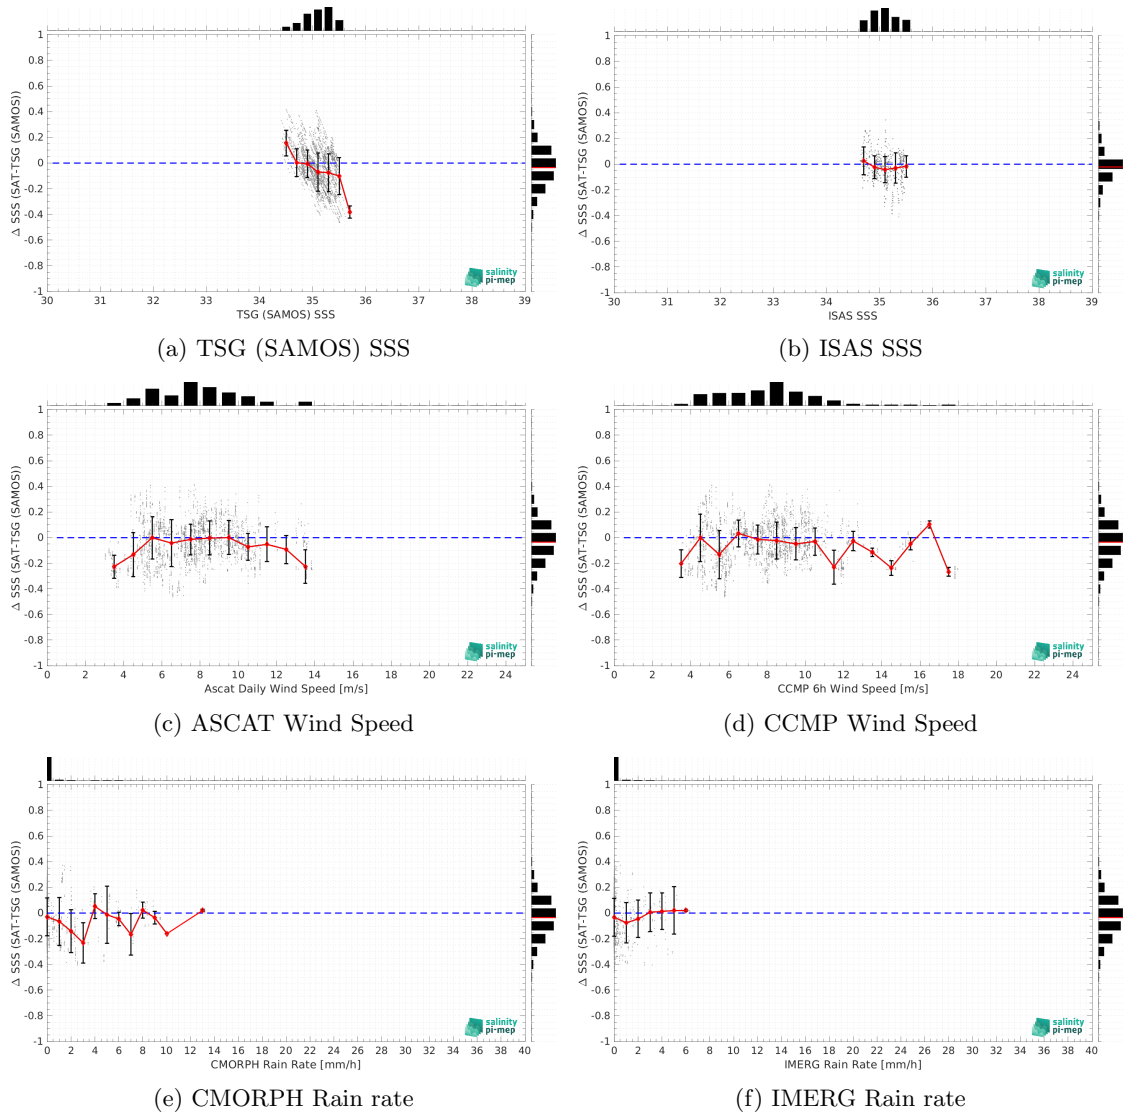 1
0.8
0.6
0.4
0.2
0
-0.2
-0.4
-0.6
-0.8
-1
Δ SSS (SAT-TSG (SAMOS))
30 31 32 33 34 35 36 37 38 39
TSG (SAMOS) SSS
salinity
pi-mep
(a) TSG (SAMOS) SSS
1
0.8
0.6
0.4
0.2
0
-0.2
-0.4
-0.6
-0.8
-1
Δ SSS (SAT-TSG (SAMOS))
30 31 32 33 34 35 36 37 38 39
ISAS SSS
salinity
pi-mep
(b) ISAS SSS
1
0.8
0.6
0.4
0.2
0
-0.2
-0.4
-0.6
-0.8
-1
Δ SSS (SAT-TSG (SAMOS))
0 2 4 6 8 10 12 14 16 18 20 22 24
Ascat Daily Wind Speed [m/s]
salinity
pi-mep
(c) ASCAT Wind Speed
1
0.8
0.6
0.4
0.2
0
-0.2
-0.4
-0.6
-0.8
-1
Δ SSS (SAT-TSG (SAMOS))
0 2 4 6 8 10 12 14 16 18 20 22 24
CCMP 6h Wind Speed [m/s]
salinity
pi-mep
(d) CCMP Wind Speed
1
0.8
0.6
0.4
0.2
0
-0.2
-0.4
-0.6
-0.8
-1
Δ SSS (SAT-TSG (SAMOS))
0 2 4 6 8 10 12 14 16 18 20 22 24 26 28 30 32 34 36 38 40
CMORPH Rain Rate [mm/h]
salinity
pi-mep
(e) CMORPH Rain rate
1
0.8
0.6
0.4
0.2
0
-0.2
-0.4
-0.6
-0.8
-1
Δ SSS (SAT-TSG (SAMOS))
0 2 4 6 8 10 12 14 16 18 20 22 24 26 28 30 32 34 36 38 40
IMERG Rain Rate [mm/h]
salinity
pi-mep
(f) IMERG Rain rate